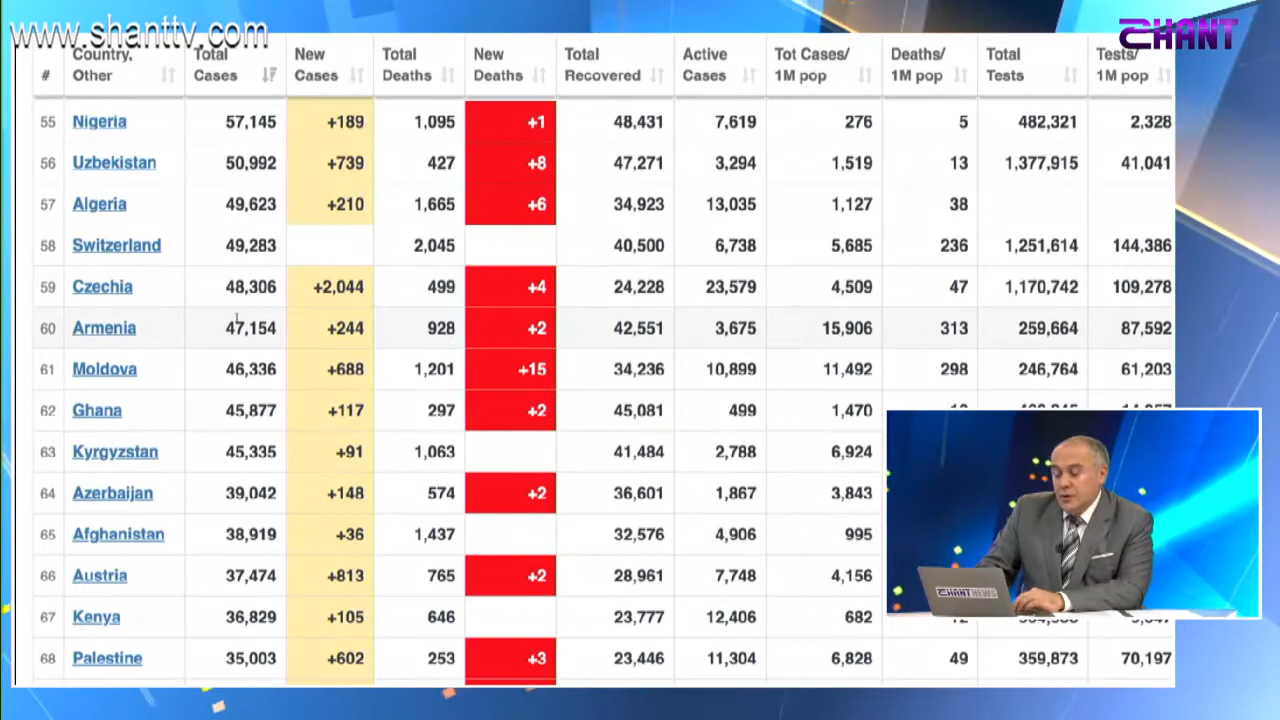 www.shanttv.com
SHANT
# Country, Other Total Cases New Cases Total Deaths New Deaths Total Recovered Active Cases Tot Cases/ 1M pop Deaths/ 1M pop Total Tests Tests/ 1M pop
55 Nigeria 57,145 +189 1,095 +1 48,431 7,619 276 5 482,321 2,328
56 Uzbekistan 50,992 +739 427 +8 47,271 3,294 1,519 13 1,377,915 41,041
57 Algeria 49,623 +210 1,665 +6 34,923 13,035 1,127 38
58 Switzerland 49,283 2,045 40,500 6,738 5,685 236 1,251,614 144,386
59 Czechia 48,306 +2,044 499 +4 24,228 23,579 4,509 47 1,170,742 109,278
60 Armenia 47,154 +244 928 +2 42,551 3,675 15,906 313 259,664 87,592
61 Moldova 46,336 +688 1,201 +15 34,236 10,899 11,492 298 246,764 61,203
62 Ghana 45,877 +117 297 +2 45,081 499 1,470
63 Kyrgyzstan 45,335 +91 1,063 41,484 2,788 6,924
64 Azerbaijan 39,042 +148 574 +2 36,601 1,867 3,843
65 Afghanistan 38,919 +36 1,437 32,576 4,906 995
66 Austria 37,474 +813 765 +2 28,961 7,748 4,156
67 Kenya 36,829 +105 646 23,777 12,406 682
68 Palestine 35,003 +602 253 +3 23,446 11,304 6,828 49 359,873 70,197
SHANT NEWS